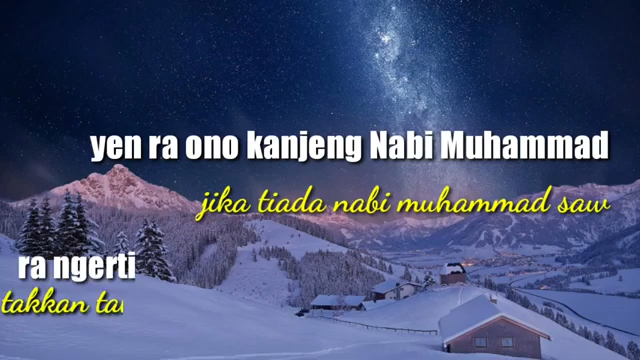 yen ra ono kanjeng Nabi Muhammad
jika tiada nabi muhammad saw
ra ngerti
takkan